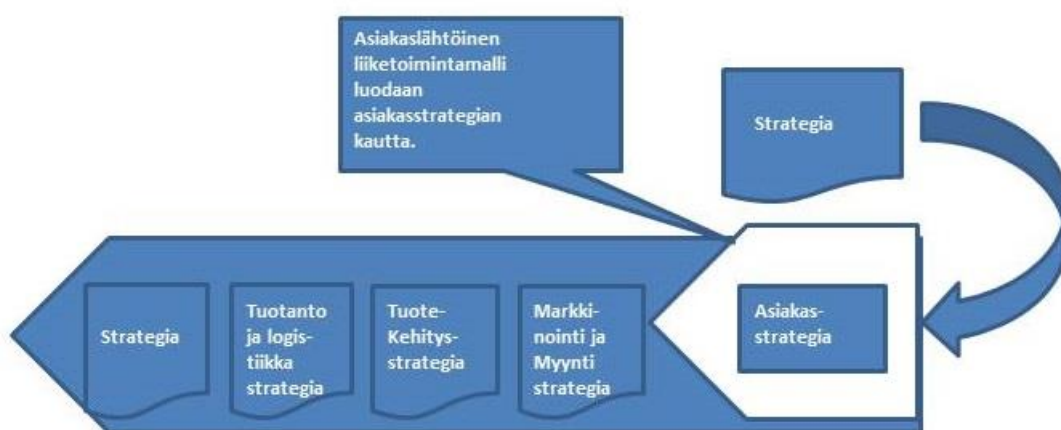 Asiakaslähtöinen
liiketoimintamalli
luodaan
asiakasstrategian
kautta.
Strategia
Strategia
Tuotanto
ja logis-
tiikka
strategia
Tuote-
Kehitys-
strategia
Markki-
nointi ja
Myynti
strategia
Asiakas-
strategia